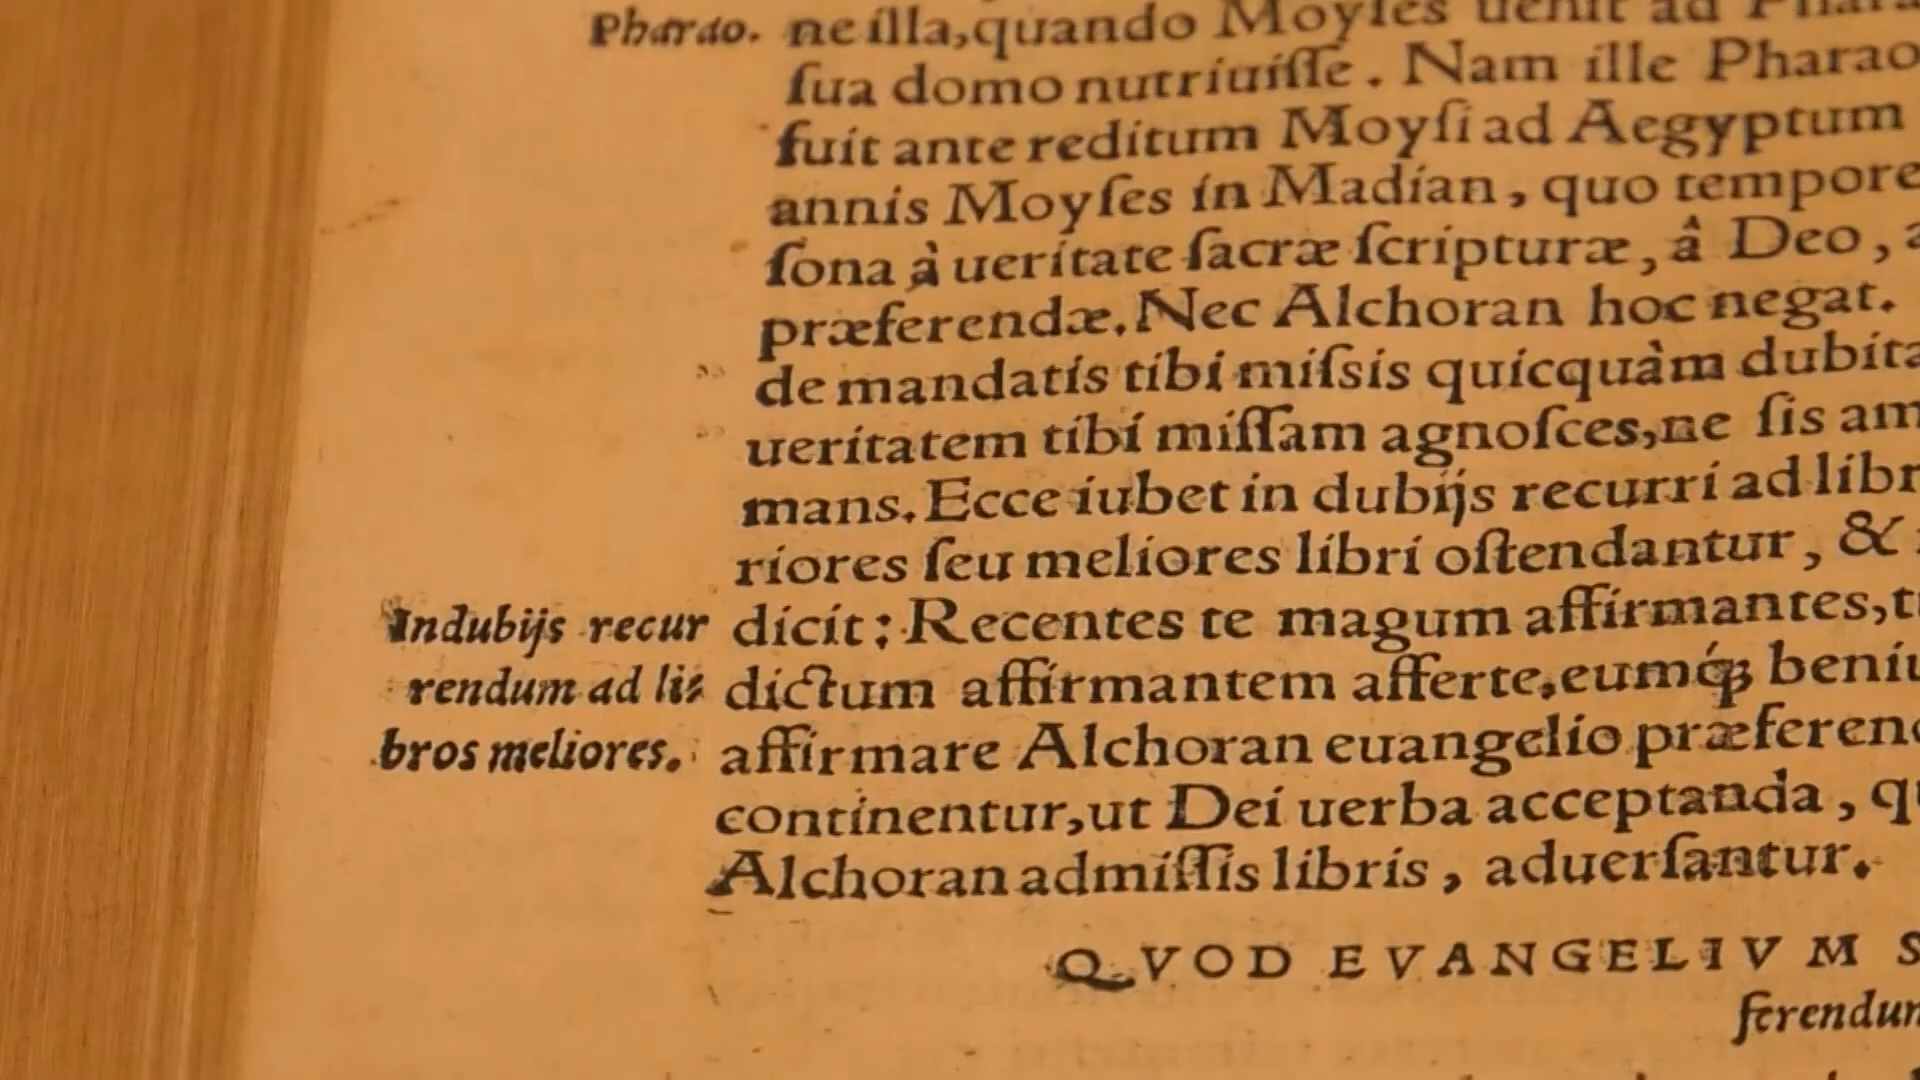 Pharao. ne illa, quando Moyſes uenit ad
ſua domo nutriuiſſe. Nam ille Pharao
fuit ante reditum Moyſi ad Aegyptum
annis Moyſes in Madian, quo tempore
ſona à ueritate ſacræ ſcripturæ, â Deo,
præferendæ. Nec Alchoran hoc negat.
de mandatis tibi miſsis quicquàm dubita
ueritatem tibi miſſam agnoſces, ne ſis am
mans. Ecce iubet in dubijs recurri ad libr
riores ſeu meliores libri oſtendantur, &
dicit: Recentes te magum affirmantes,
dictum affirmantem afferte, eumq́; beniu
affirmare Alchoran euangelio præferen
continentur, ut Dei uerba acceptanda, q
Alchoran admiſſis libris, aduerſantur.
In dubijs recur
rendum ad li⸗
bros meliores.
QVOD EVANGELIVM S
ferendum